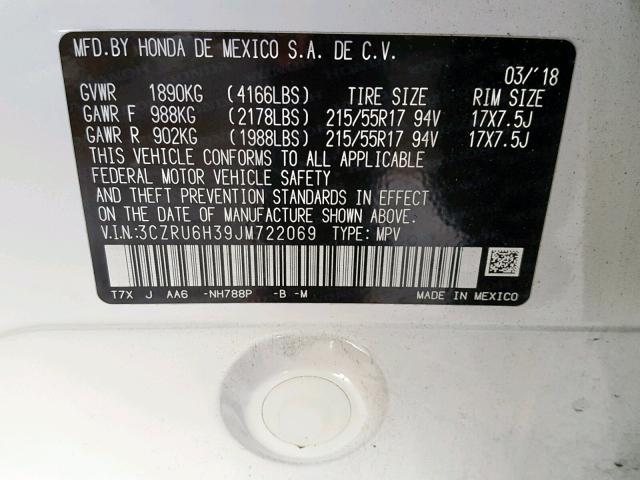 MFD.BY HONDA DE MEXICO S.A. DE C.V.
03/'18
GVWR 1890KG (4166LBS) TIRE SIZE RIM SIZE
GAWR F 988KG (2178LBS) 215/55R17 94V 17X7.5J
GAWR R 902KG (1988LBS) 215/55R17 94V 17X7.5J
THIS VEHICLE CONFORMS TO ALL APPLICABLE
FEDERAL MOTOR VEHICLE SAFETY
AND THEFT PREVENTION STANDARDS IN EFFECT
ON THE DATE OF MANUFACTURE SHOWN ABOVE.
V.I.N.:3CZRU6H39JM722069 TYPE: MPV
T7X J AA6 -NH788P -B -M MADE IN MEXICO